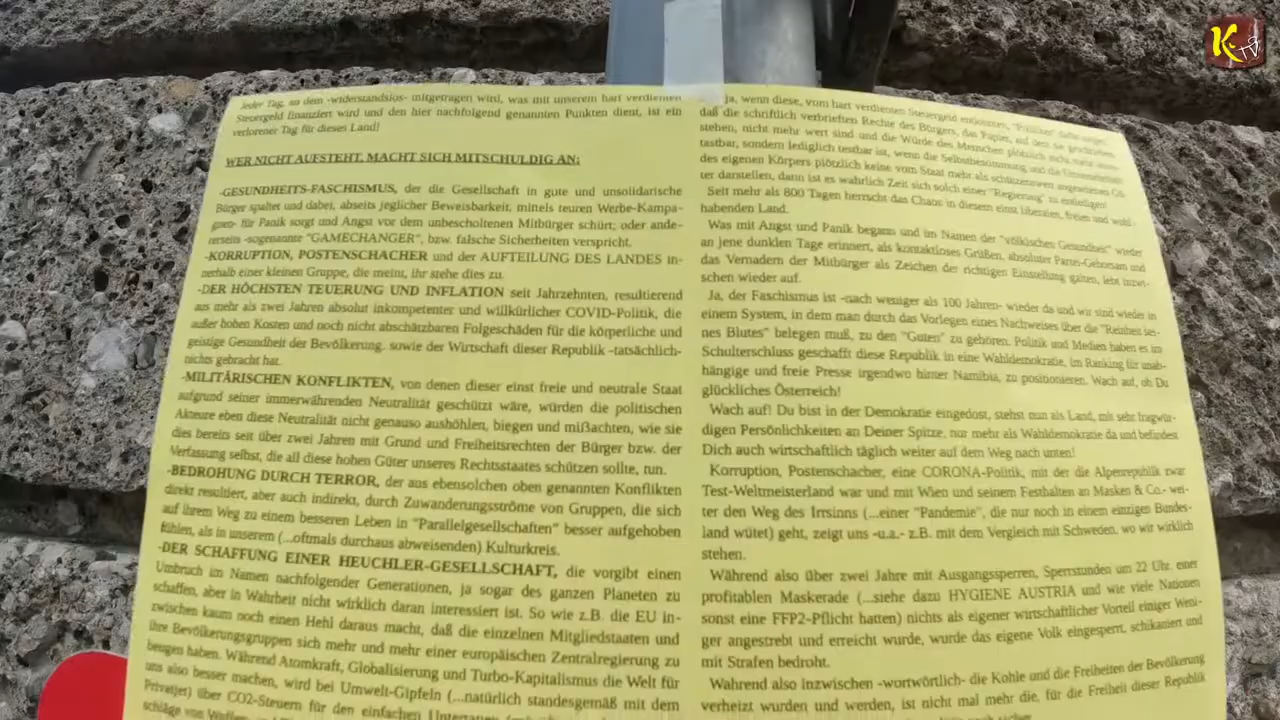 Jeder Tag, an dem -widerstandslos- mitgetragen wird, was mit unserem hart verdienten
Steuergeld finanziert wird und den hier nachfolgend genannten Punkten dient, ist ein
verlorener Tag für dieses Land!
WER NICHT AUFSTEHT, MACHT SICH MITSCHULDIG AN:
-GESUNDHEITS-FASCHISMUS, der die Gesellschaft in gute und unsolidarische
Bürger spaltet und dabei, abseits jeglicher Beweisbarkeit, mittels teuren Werbe-Kampa-
gnen- für Panik sorgt und Angst vor dem unbescholtenen Mitbürger schürt; oder ande-
rerseits -sogenannte "GAMECHANGER", bzw. falsche Sicherheiten verspricht.
-KORRUPTION, POSTENSCHACHER und der AUFTEILUNG DES LANDES in-
nerhalb einer kleinen Gruppe, die meint, ihr stehe dies zu.
-DER HÖCHSTEN TEUERUNG UND INFLATION seit Jahrzehnten, resultierend
aus mehr als zwei Jahren absolut inkompetenter und willkürlicher COVID-Politik, die
außer hohen Kosten und noch nicht abschätzbaren Folgeschäden für die körperliche und
geistige Gesundheit der Bevölkerung, sowie der Wirtschaft dieser Republik -tatsächlich-
nichts gebracht hat.
-MILITÄRISCHEN KONFLIKTEN, von denen dieser einst freie und neutrale Staat
aufgrund seiner immerwährenden Neutralität geschützt wäre, würden die politischen
Akteure eben diese Neutralität nicht genauso aushöhlen, biegen und mißachten, wie sie
dies bereits seit über zwei Jahren mit Grund und Freiheitsrechten der Bürger bzw. der
Verfassung selbst, die all diese hohen Güter unseres Rechtsstaates schützen sollte, tun.
-BEDROHUNG DURCH TERROR, der aus ebensolchen oben genannten Konflikten
direkt resultiert, aber auch indirekt, durch Zuwanderungsströme von Gruppen, die sich
auf ihrem Weg zu einem besseren Leben in "Parallelgesellschaften" besser aufgehoben
fühlen, als in unserem (...oftmals durchaus abweisenden) Kulturkreis.
-DER SCHAFFUNG EINER HEUCHLER-GESELLSCHAFT, die vorgibt einen
Umbruch im Namen nachfolgender Generationen, ja sogar des ganzen Planeten zu
schaffen, aber in Wahrheit nicht wirklich daran interessiert ist. So wie z.B. die EU in-
zwischen kaum noch einen Hehl daraus macht, daß die einzelnen Mitgliedstaaten und
ihre Bevölkerungsgruppen sich mehr und mehr einer europäischen Zentralregierung zu
beugen haben. Während Atomkraft, Globalisierung und Turbo-Kapitalismus die Welt für
uns also besser machen, wird bei Umwelt-Gipfeln (...natürlich standesgemäß mit dem
Privatjet) über CO2-Steuern für den einfachen
schläge von
ja, wenn diese, vom hart verdienten Steuergeld entlohnten, "Politiker"
daß die schriftlich verbrieften Rechte des Bürgers, das Papier, auf dem sie geschrieben
stehen, nicht mehr wert sind und die Würde des Menschen plötzlich nicht mehr
tastbar, sondern lediglich testbar ist, wenn die Selbstbestimmung und die
des eigenen Körpers plötzlich keine vom Staat mehr als
ter darstellen, dann ist es wahrlich Zeit sich solch einer "Regierung" zu entledigen!
Seit mehr als 800 Tagen herrscht das Chaos in diesem einst liberalen, freien und wohl-
habenden Land.
Was mit Angst und Panik begann und im Namen der "völkischen Gesundheit" wieder
an jene dunklen Tage erinnert, als kontaktloses Grüßen, absoluter Partei-Gehorsam und
das Vernadern der Mitbürger als Zeichen der richtigen Einstellung galten, lebt inzwi-
schen wieder auf.
Ja, der Faschismus ist -nach weniger als 100 Jahren- wieder da und wir sind wieder in
einem System, in dem man durch das Vorlegen eines Nachweises über die "Reinheit sei-
nes Blutes" belegen muß, zu den "Guten" zu gehören. Politik und Medien haben es im
Schulterschluss geschafft diese Republik in eine Wahldemokratie, im Ranking für unab-
hängige und freie Presse irgendwo hinter Namibia, zu positionieren. Wach auf, oh Du
glückliches Österreich!
Wach auf! Du bist in der Demokratie eingedost, stehst nun als Land, mit sehr fragwür-
digen Persönlichkeiten an Deiner Spitze, nur mehr als Wahldemokratie da und befindest
Dich auch wirtschaftlich täglich weiter auf dem Weg nach unten!
Korruption, Postenschacher, eine CORONA-Politik, mit der die Alpenrepublik zwar
Test-Weltmeisterland war und mit Wien und seinem Festhalten an Masken & Co.- wei-
ter den Weg des Irrsinns (...einer "Pandemie", die nur noch in einem einzigen Bundes-
land wütet) geht, zeigt uns -u.a.- z.B. mit dem Vergleich mit Schweden, wo wir wirklich
stehen.
Während also über zwei Jahre mit Ausgangssperren, Sperrstunden um 22 Uhr, einer
profitablen Maskerade (...siehe dazu HYGIENE AUSTRIA und wie viele Nationen
sonst eine FFP2-Pflicht hatten) nichts als eigener wirtschaftlicher Vorteil einiger Weni-
ger angestrebt und erreicht wurde, wurde das eigene Volk eingesperrt, schikaniert und
mit Strafen bedroht.
Wahrend also inzwischen -wortwörtlich- die Kohle und die Freiheiten der Bevölkerung
verheizt wurden und werden, ist nicht mal mehr die, für die Freiheit dieser Republik
K TV